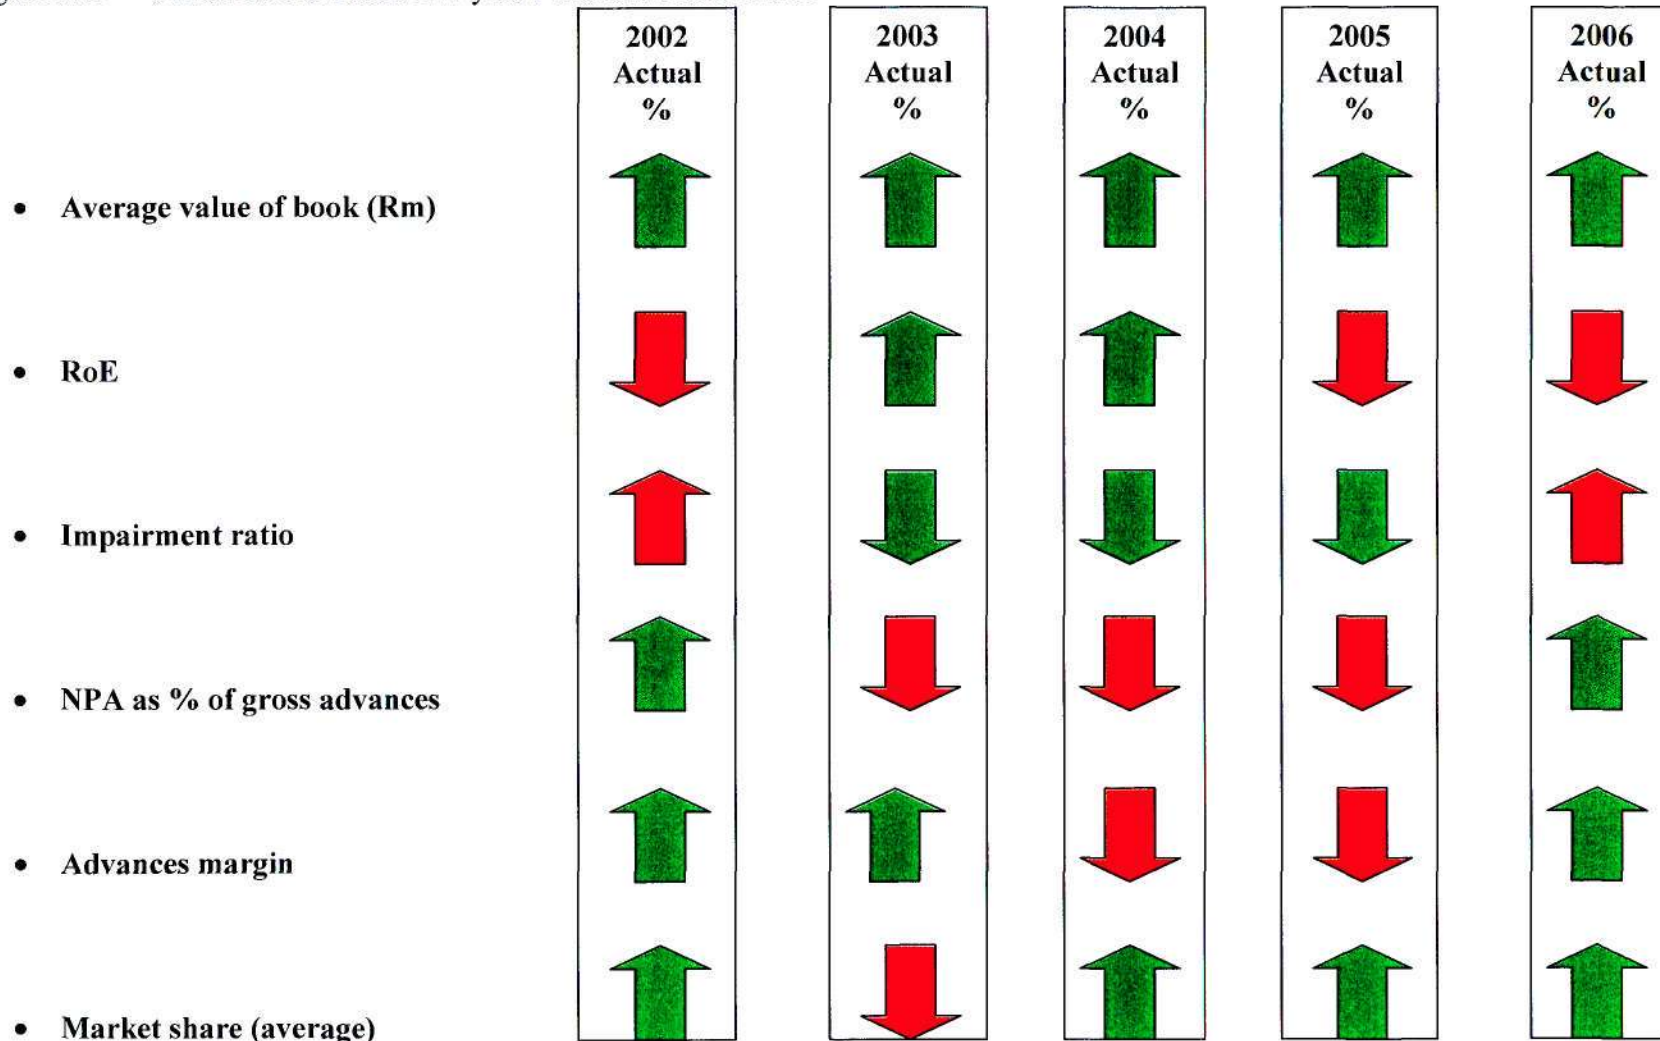 2002 Actual % 2003 Actual % 2004 Actual % 2005 Actual % 2006 Actual %
• Average value of book (Rm)
• RoE
• Impairment ratio
• NPA as % of gross advances
• Advances margin
• Market share (average)